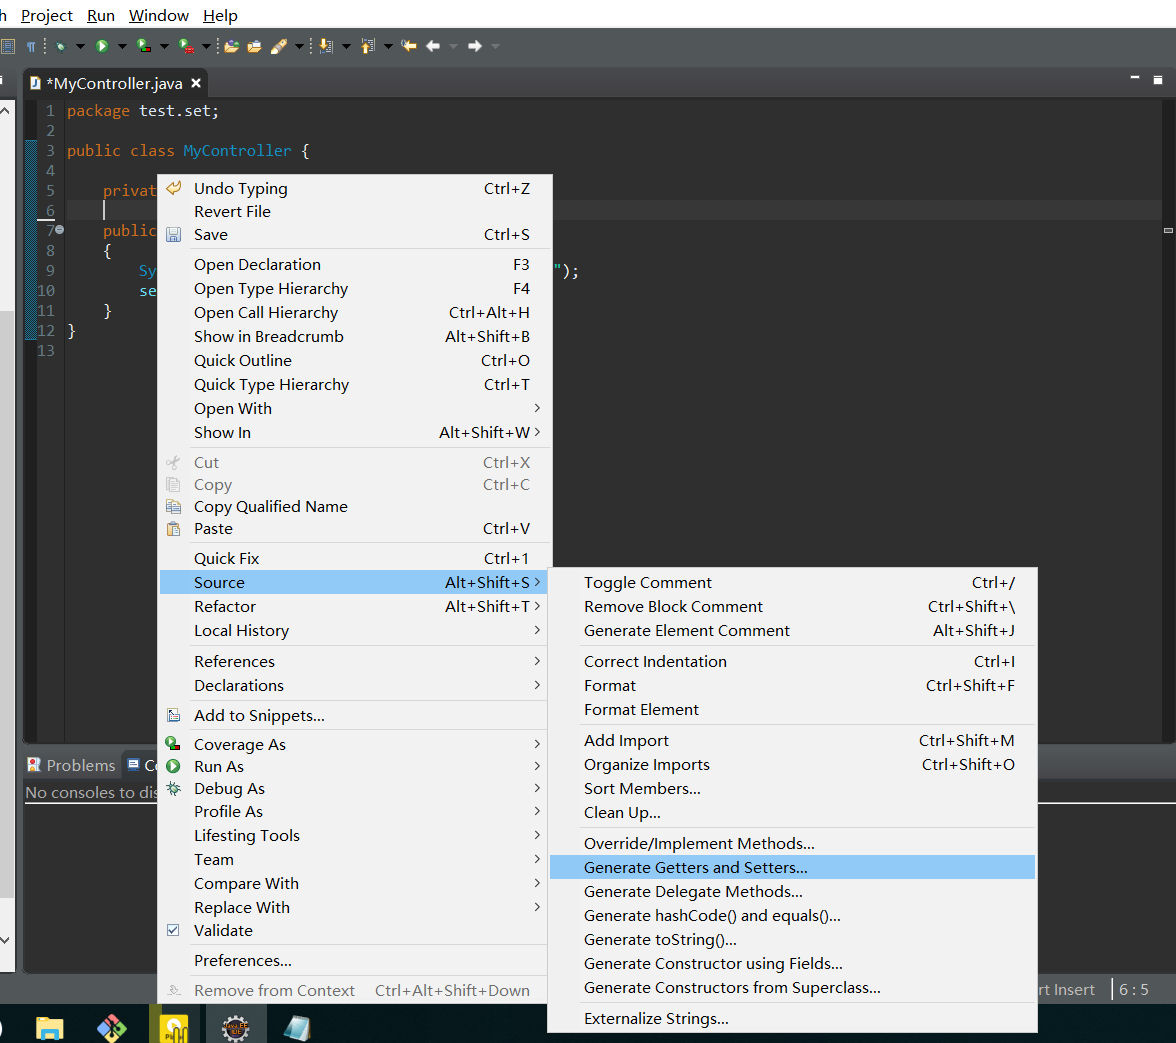 Project Run Window Help
*MyController.java
1 package test.set;
2
3 public class MyController {
4
5
6
7 public
8 {
9 Sy ");
10 se
11 }
12 }
13
Undo Typing Ctrl+Z
Revert File
Save Ctrl+S
Open Declaration F3
Open Type Hierarchy F4
Open Call Hierarchy Ctrl+Alt+H
Show in Breadcrumb Alt+Shift+B
Quick Outline Ctrl+O
Quick Type Hierarchy Ctrl+T
Open With
Show In Alt+Shift+W
Cut Ctrl+X
Copy Ctrl+C
Copy Qualified Name
Paste Ctrl+V
Quick Fix Ctrl+1
Source Alt+Shift+S
Refactor Alt+Shift+T
Local History
References
Declarations
Add to Snippets...
Coverage As
Run As
Debug As
Profile As
Lifesting Tools
Team
Compare With
Replace With
Validate
Preferences...
Remove from Context Ctrl+Alt+Shift+Down
Toggle Comment Ctrl+/
Remove Block Comment Ctrl+Shift+\
Generate Element Comment Alt+Shift+J
Correct Indentation Ctrl+I
Format Ctrl+Shift+F
Format Element
Add Import Ctrl+Shift+M
Organize Imports Ctrl+Shift+O
Sort Members...
Clean Up...
Override/Implement Methods...
Generate Getters and Setters...
Generate Delegate Methods...
Generate hashCode() and equals()...
Generate toString()...
Generate Constructor using Fields...
Generate Constructors from Superclass...
Externalize Strings...
Problems
No consoles to dis
rt Insert 6 : 5